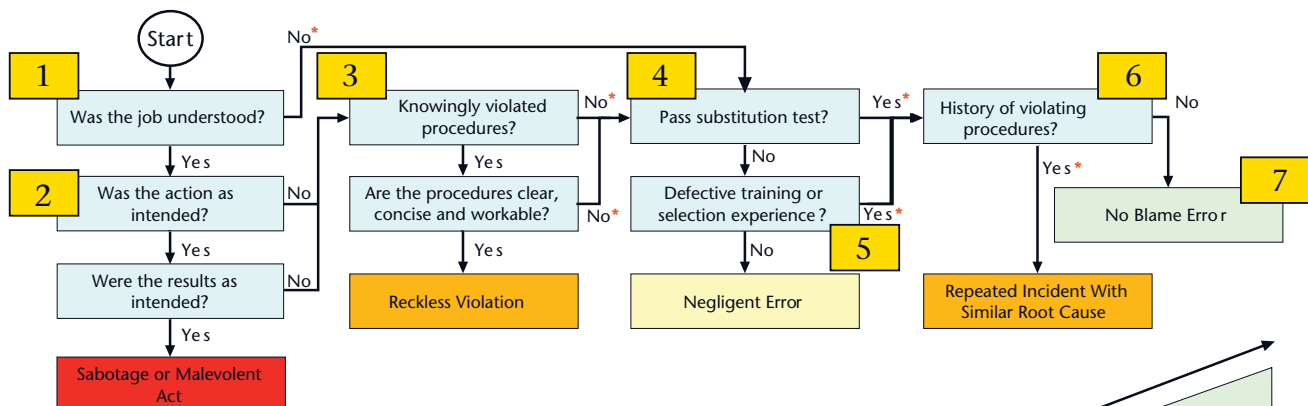 Start
No*
1
Was the job understood?
Yes
2
Was the action as
intended?
No
Yes
Were the results as
intended?
No
Yes
Sabotage or Malevolent
Act
3
Knowingly violated
procedures?
No*
Yes
Are the procedures clear,
concise and workable?
No*
Yes
Reckless Violation
4
Pass substitution test?
Yes*
No
Defective training or
selection experience?
Yes*
5
No
Negligent Error
6
History of violating
procedures?
No
Yes*
7
No Blame Error
Repeated Incident With
Similar Root Cause